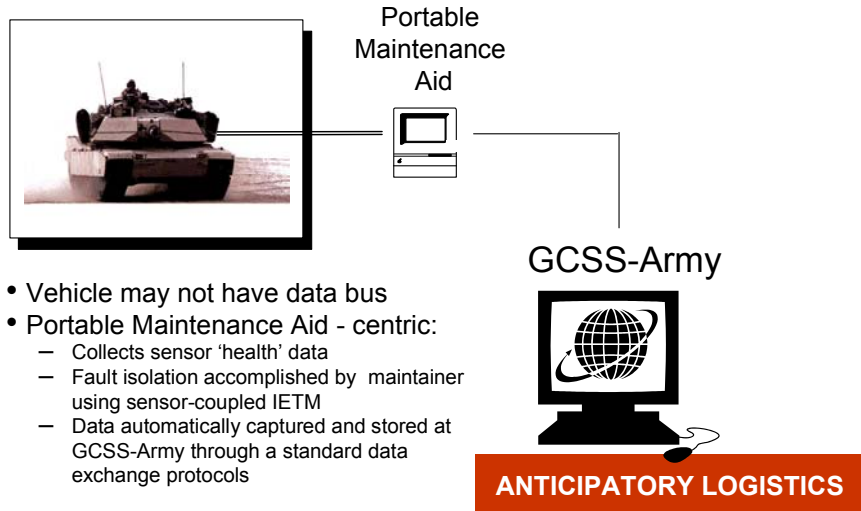 Portable
Maintenance
Aid
GCSS-Army
• Vehicle may not have data bus
• Portable Maintenance Aid - centric:
– Collects sensor ‘health’ data
– Fault isolation accomplished by maintainer
using sensor-coupled IETM
– Data automatically captured and stored at
GCSS-Army through a standard data
exchange protocols
ANTICIPATORY LOGISTICS